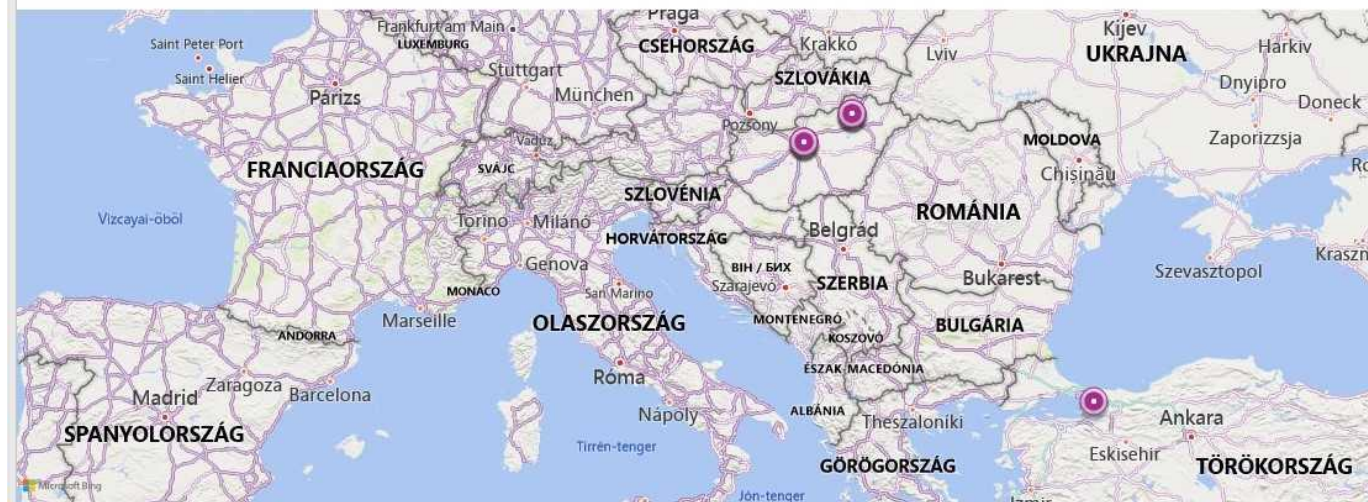 Praga
Kijev
Frankfurt am Main
LUXEMBURG
Saint Peter Port
CSEHORSZÁG
Krakkó
Lviv
UKRAJNA
Harkiv
Saint Helier
Stuttgart
SZLOVÁKIA
Dnyipro
Párizs
München
Doneck
Pozsony
Zaporizzsja
Vaduz
MOLDOVA
FRANCIAORSZÁG
SVÁJC
Chișinău
SZLOVÉNIA
Vizcayai-öböl
Torino
Milánó
ROMÁNIA
HORVÁTORSZÁG
Belgrád
Genova
BIH / БИХ
Szevasztopol
Kraszn
MONACO
San Marino
Szarajevó
SZERBIA
Bukarest
Marseille
OLASZORSZÁG
MONTENEGRÓ
BULGÁRIA
ANDORRA
KOSZOVÓ
Róma
ÉSZAK-MACEDÓNIA
Zaragoza
Barcelona
Madrid
Nápoly
ALBÁNIA
Theszaloníki
Ankara
SPANYOLORSZÁG
Tirrén-tenger
Eskisehir
GÖRÖGORSZÁG
TÖRÖKORSZÁG
Microsoft Bing
Jón-tenger